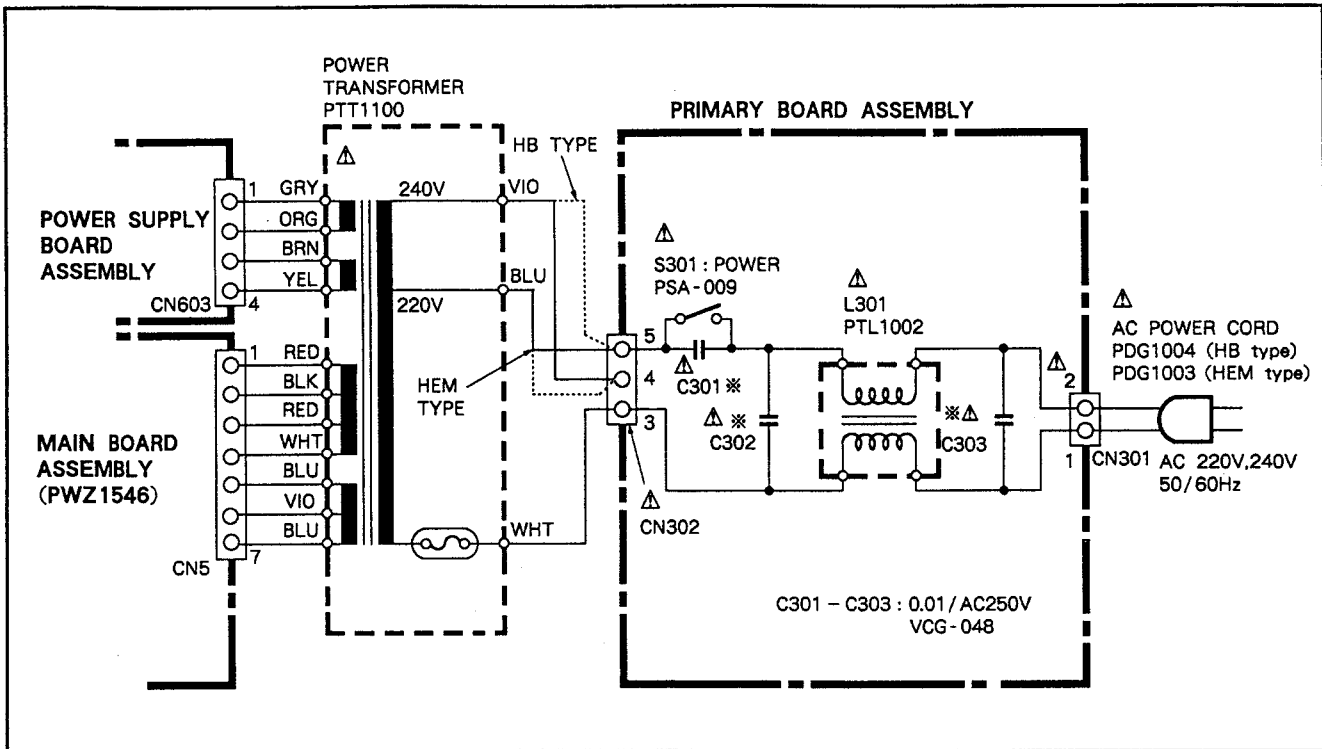 POWER
TRANSFORMER
PTT1100
PRIMARY BOARD ASSEMBLY
HB TYPE
⚠
1
GRY
240V
VIO
POWER SUPPLY
BOARD
ASSEMBLY
ORG
BRN
YEL
CN603
4
220V
BLU
⚠
S301 : POWER
PSA-009
⚠
L301
PTL1002
⚠
AC POWER CORD
PDG1004 (HB type)
PDG1003 (HEM type)
5
4
3
⚠
C301 ※
⚠ ※
C302
※ ⚠
C303
⚠
2
1
CN301
AC 220V,240V
50/60Hz
HEM
TYPE
1
RED
BLK
RED
WHT
BLU
VIO
BLU
7
CN5
MAIN BOARD
ASSEMBLY
(PWZ1546)
WHT
⚠
CN302
C301 – C303 : 0.01 / AC250V
VCG-048